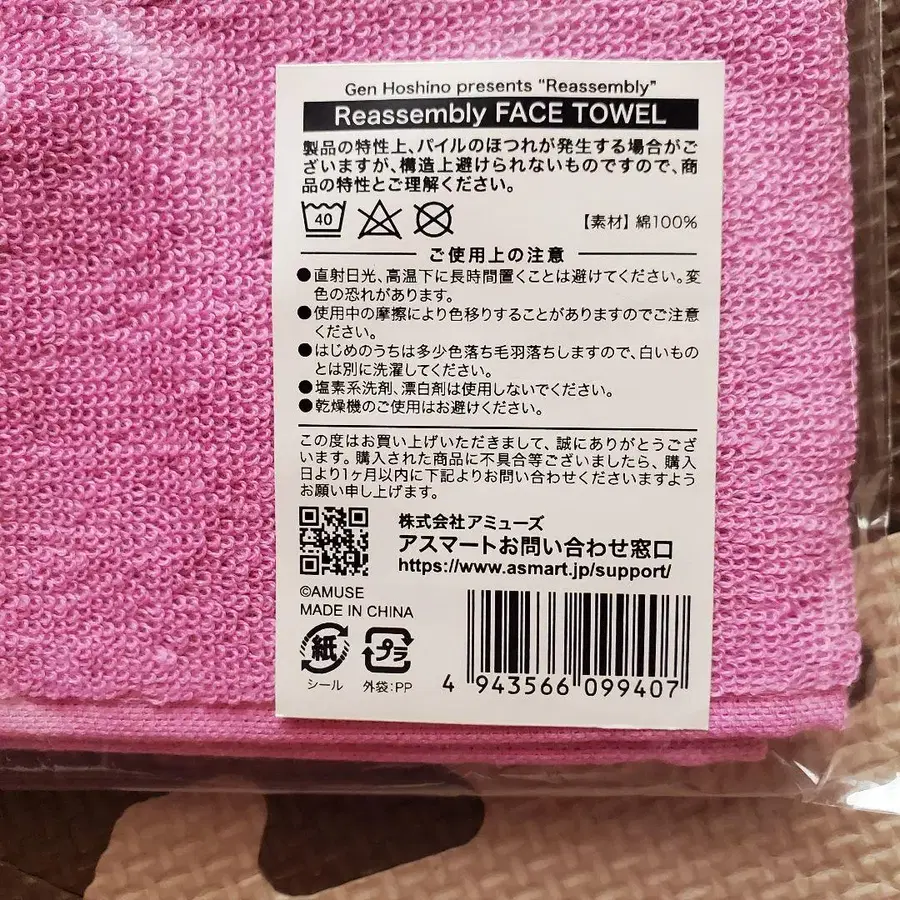 Gen Hoshino presents "Reassembly"
Reassembly FACE TOWEL
製品の特性上、パイルのほつれが発生する場合がご
ざいますが、構造上避けられないものですので、商
品の特性とご理解ください。
40
【素材】綿100%
ご使用上の注意
●直射日光、高温下に長時間置くことは避けてください。変
色の恐れがあります。
●使用中の摩擦により色移りすることがありますのでご注意
ください。
●はじめのうちは多少色落ち毛羽落ちしますので、白いもの
とは別に洗濯してください。
●塩素系洗剤、漂白剤は使用しないでください。
●乾燥機のご使用はお避けください。
この度はお買い上げいただきまして、誠にありがとうござ
います。購入された商品に不具合等ございましたら、購入
日より1ヶ月以内に下記よりお問い合わせくださいますよう
お願い申し上げます。
株式会社アミューズ
アスマートお問い合わせ窓口
https://www.asmart.jp/support/
©AMUSE
MADE IN CHINA
紙 プラ
シール 外袋:PP
4 943566 099407